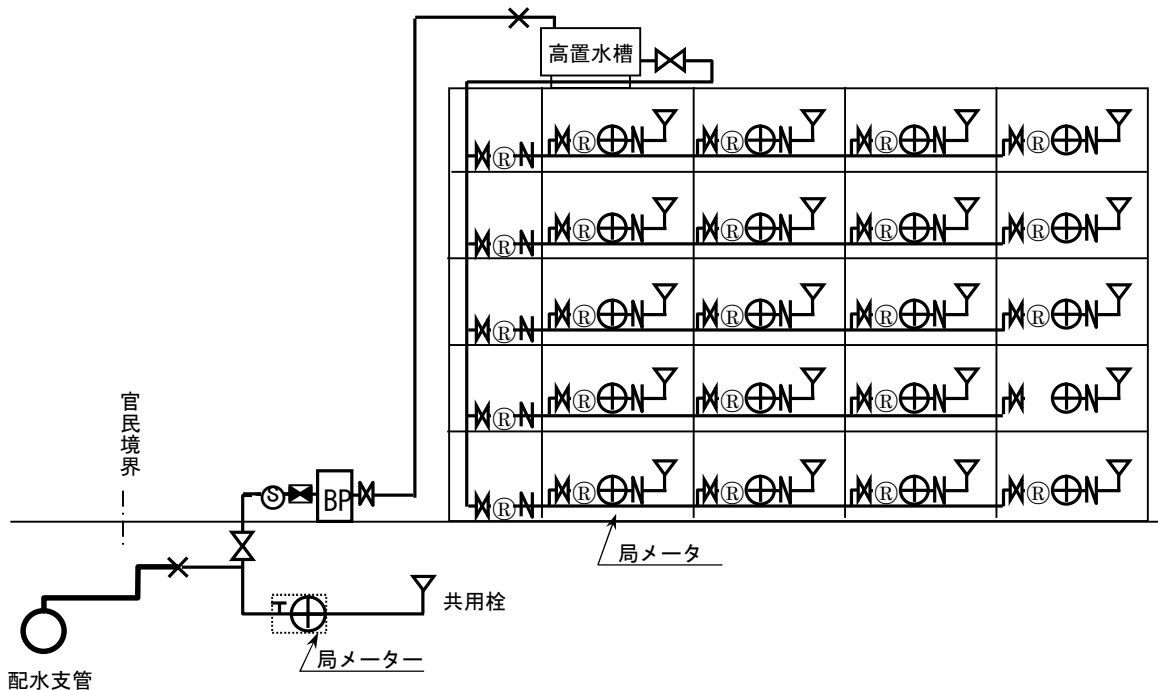 高置水槽
Ⓡ Ⓡ Ⓡ Ⓡ Ⓡ
Ⓡ Ⓡ Ⓡ Ⓡ Ⓡ
Ⓡ Ⓡ Ⓡ Ⓡ Ⓡ
Ⓡ Ⓡ Ⓡ Ⓡ
Ⓡ Ⓡ Ⓡ Ⓡ Ⓡ
官民境界
Ⓢ
BP
局メータ
共用栓
局メーター
配水支管